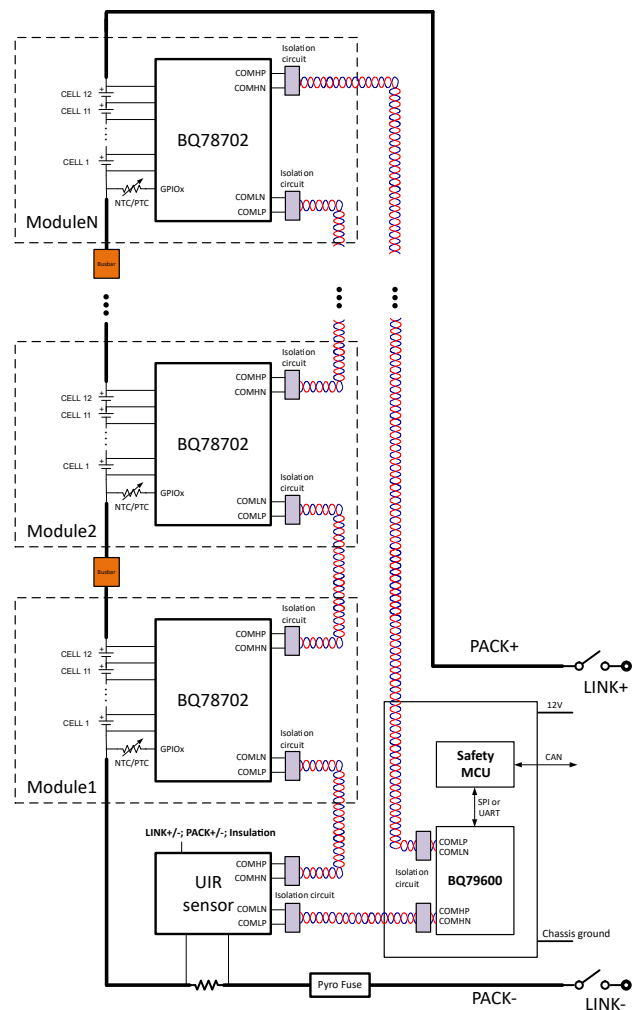 Isolation
circuit
COMHP
COMHN
CELL 12
CELL 11
BQ78702
CELL 1
Isolation
circuit
COMLN
COMLP
GPIOx
NTC/PTC
ModuleN
Busbar
Isolation
circuit
COMHP
COMHN
CELL 12
CELL 11
BQ78702
CELL 1
Isolation
circuit
COMLN
COMLP
GPIOx
NTC/PTC
Module2
Busbar
Isolation
circuit
COMHP
COMHN
CELL 12
CELL 11
BQ78702
CELL 1
Isolation
circuit
COMLN
COMLP
GPIOx
NTC/PTC
Module1
PACK+
LINK+
12V
Safety
MCU
CAN
SPI or
UART
LINK+/-; PACK+/-; Insulation
UIR
sensor
COMHP
COMHN
COMLN
COMLP
Isolation circuit
COMLP
COMLN
Isolation
circuit
BQ79600
COMHP
COMHN
Chassis ground
Pyro Fuse
PACK-
LINK-